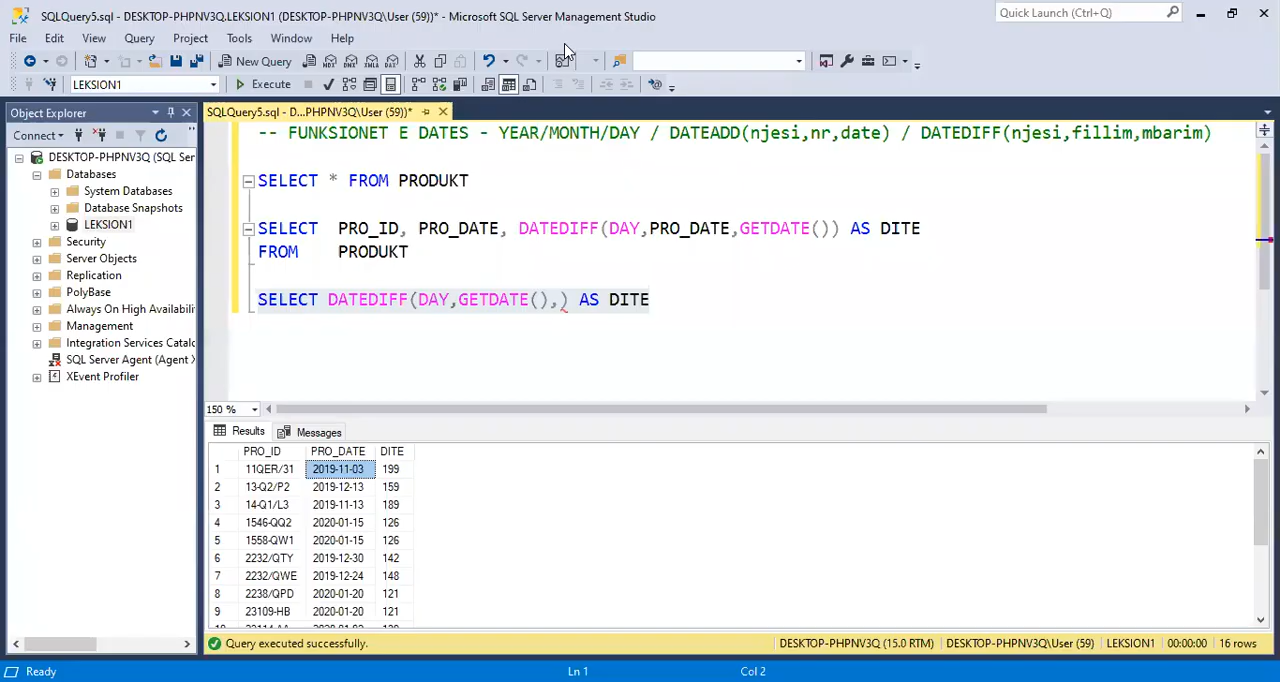 SQLQuery5.sql - DESKTOP-PHPNV3Q.LEKSION1 (DESKTOP-PHPNV3Q\User (59))* - Microsoft SQL Server Management Studio
Quick Launch (Ctrl+Q)
File Edit View Query Project Tools Window Help
New Query
LEKSION1 Execute
Object Explorer
SQLQuery5.sql - D...PHPNV3Q\User (59))*
Connect
DESKTOP-PHPNV3Q (SQL Ser
Databases
System Databases
Database Snapshots
LEKSION1
Security
Server Objects
Replication
PolyBase
Always On High Availabili
Management
Integration Services Catalo
SQL Server Agent (Agent X
XEvent Profiler
-- FUNKSIONET E DATES - YEAR/MONTH/DAY / DATEADD(njesi,nr,date) / DATEDIFF(njesi,fillim,mbarim)
SELECT * FROM PRODUKT
SELECT PRO_ID, PRO_DATE, DATEDIFF(DAY,PRO_DATE,GETDATE()) AS DITE
FROM PRODUKT
SELECT DATEDIFF(DAY,GETDATE(),) AS DITE
150 %
Results Messages
PRO_ID PRO_DATE DITE
1 11QER/31 2019-11-03 199
2 13-Q2/P2 2019-12-13 159
3 14-Q1/L3 2019-11-13 189
4 1546-QQ2 2020-01-15 126
5 1558-QW1 2020-01-15 126
6 2232/QTY 2019-12-30 142
7 2232/QWE 2019-12-24 148
8 2238/QPD 2020-01-20 121
9 23109-HB 2020-01-20 121
Query executed successfully.
DESKTOP-PHPNV3Q (15.0 RTM) DESKTOP-PHPNV3Q\User (59) LEKSION1 00:00:00 16 rows
Ready Ln 1 Col 2